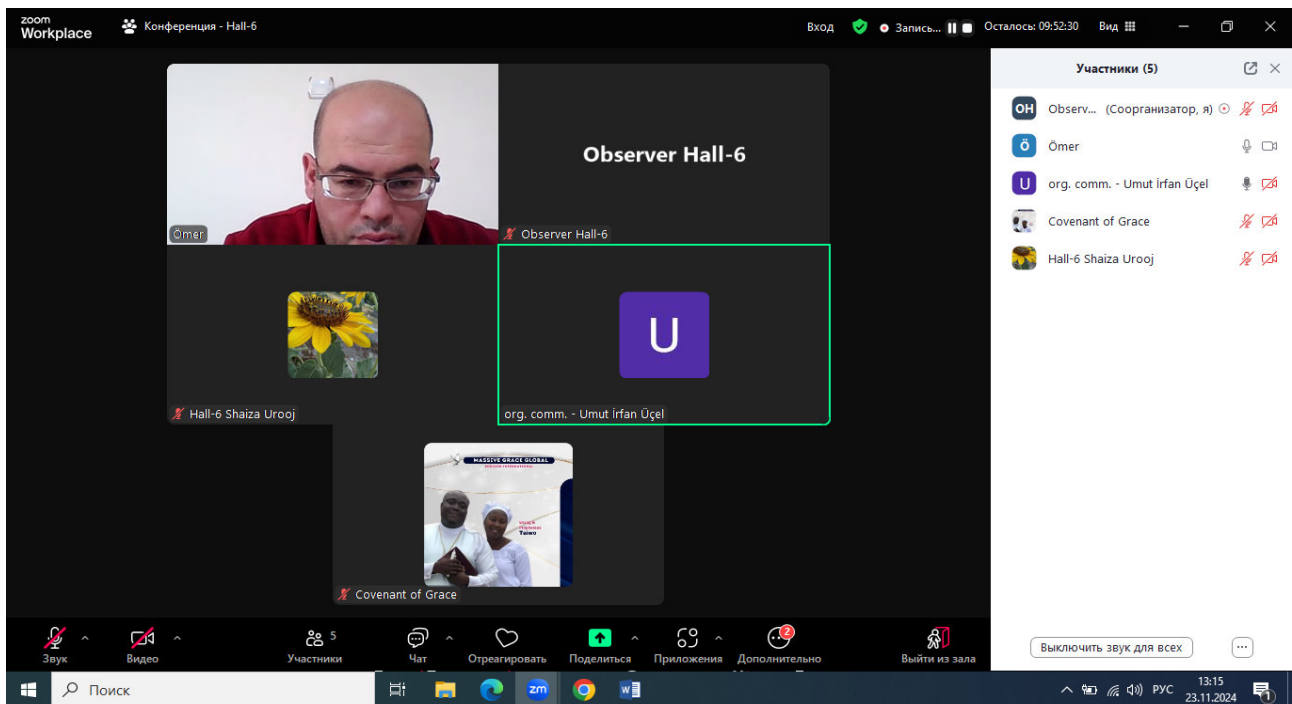 zoom
Workplace
Конференция - Hall-6
Вход
Запись...
Осталось: 09:52:30
Вид
Ömer
Observer Hall-6
Observer Hall-6
Hall-6 Shaiza Urooj
U
org. comm. - Umut İrfan Üçel
MASSIVE GRACE GLOBAL
Taiwo
Covenant of Grace
Участники (5)
OH Observ... (Соорганизатор, я)
Ö Ömer
U org. comm. - Umut İrfan Üçel
Covenant of Grace
Hall-6 Shaiza Urooj
Выключить звук для всех
Звук
Видео
5
Участники
Чат
Отреагировать
Поделиться
Приложения
2
Дополнительно
Выйти из зала
Поиск
zm
W
РУС
13:15
23.11.2024
1